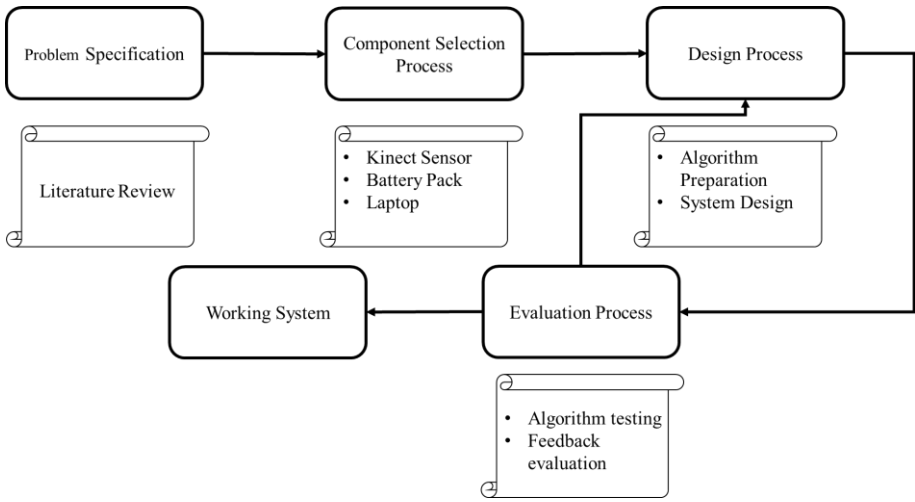 Problem Specification
Component Selection
Process
Design Process
Literature Review
• Kinect Sensor
• Battery Pack
• Laptop
• Algorithm
Preparation
• System Design
Working System
Evaluation Process
• Algorithm testing
• Feedback
evaluation